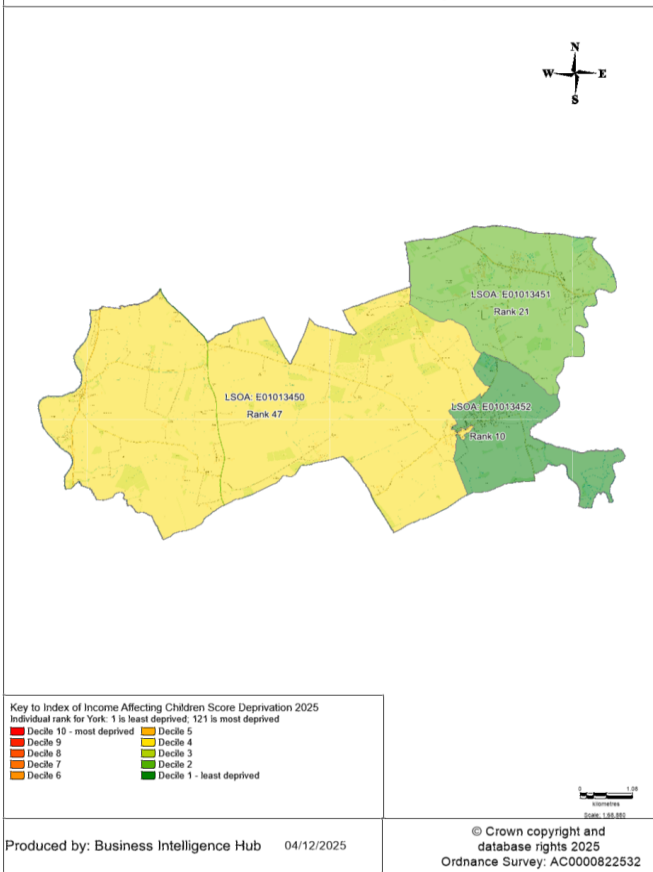 N
W E
S
LSOA: E01013451
Rank 21
LSOA: E01013450
Rank 47
LSOA: E01013452
Rank 10
Key to Index of Income Affecting Children Score Deprivation 2025
Individual rank for York: 1 is least deprived; 121 is most deprived
Decile 10 - most deprived
Decile 9
Decile 8
Decile 7
Decile 6
Decile 5
Decile 4
Decile 3
Decile 2
Decile 1 - least deprived
0 1.08
kilometres
Produced by: Business Intelligence Hub 04/12/2025
© Crown copyright and
database rights 2025
Ordnance Survey: AC0000822532